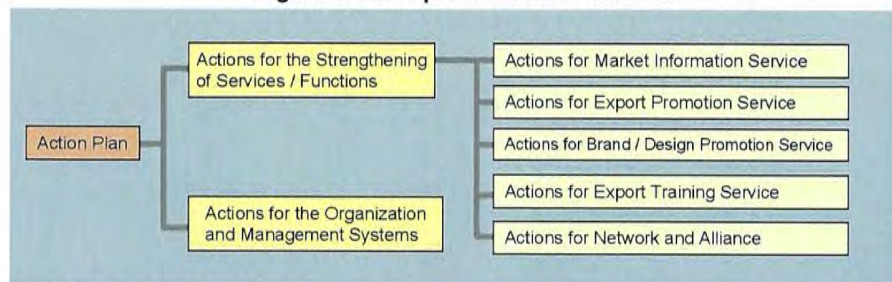 Action Plan
Actions for the Strengthening
of Services / Functions
Actions for the Organization
and Management Systems
Actions for Market Information Service
Actions for Export Promotion Service
Actions for Brand / Design Promotion Service
Actions for Export Training Service
Actions for Network and Alliance